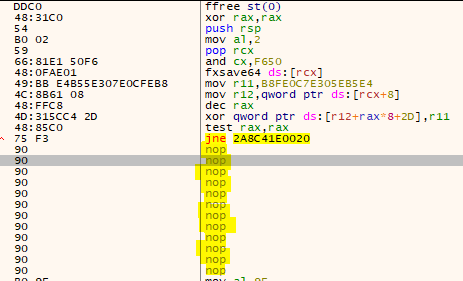 DDC0 ffree st(0)
48:31C0 xor rax,rax
54 push rsp
B0 02 mov al,2
59 pop rcx
66:81E1 50F6 and cx,F650
48:0FAE01 fxsave64 ds:[rcx]
49:BB E4B55E307E0CFEB8 mov r11,B8FE0C7E305EB5E4
4C:8B61 08 mov r12,qword ptr ds:[rcx+8]
48:FFC8 dec rax
4D:315CC4 2D xor qword ptr ds:[r12+rax*8+2D],r11
48:85C0 test rax,rax
75 F3 jne 2A8C41E0020
90 nop
90 nop
90 nop
90 nop
90 nop
90 nop
90 nop
90 nop
90 nop
90 nop
90 nop
90 nop